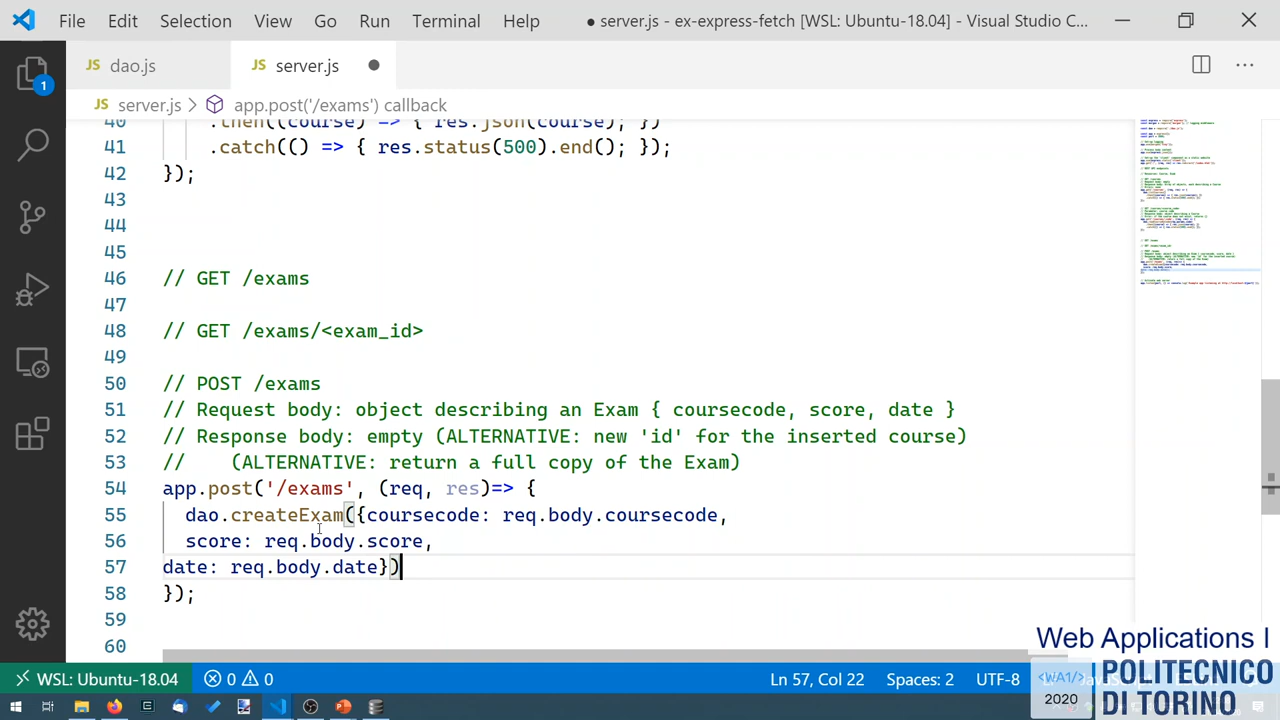 File Edit Selection View Go Run Terminal Help ● server.js - ex-express-fetch [WSL: Ubuntu-18.04] - Visual Studio C...
JS dao.js JS server.js ●
1
JS server.js > app.post('/exams') callback
40 .then((course) => { res.json(course); })
41 .catch(() => { res.status(500).end(); });
42 });
43
44
45
46 // GET /exams
47
48 // GET /exams/<exam_id>
49
50 // POST /exams
51 // Request body: object describing an Exam { coursecode, score, date }
52 // Response body: empty (ALTERNATIVE: new 'id' for the inserted course)
53 // (ALTERNATIVE: return a full copy of the Exam)
54 app.post('/exams', (req, res)=> {
55 dao.createExam({coursecode: req.body.coursecode,
56 score: req.body.score,
57 date: req.body.date})
58 });
59
60
Web Applications I
WSL: Ubuntu-18.04 0 0 Ln 57, Col 22 Spaces: 2 UTF-8
<WA1/>
2020
POLITECNICO
DI TORINO